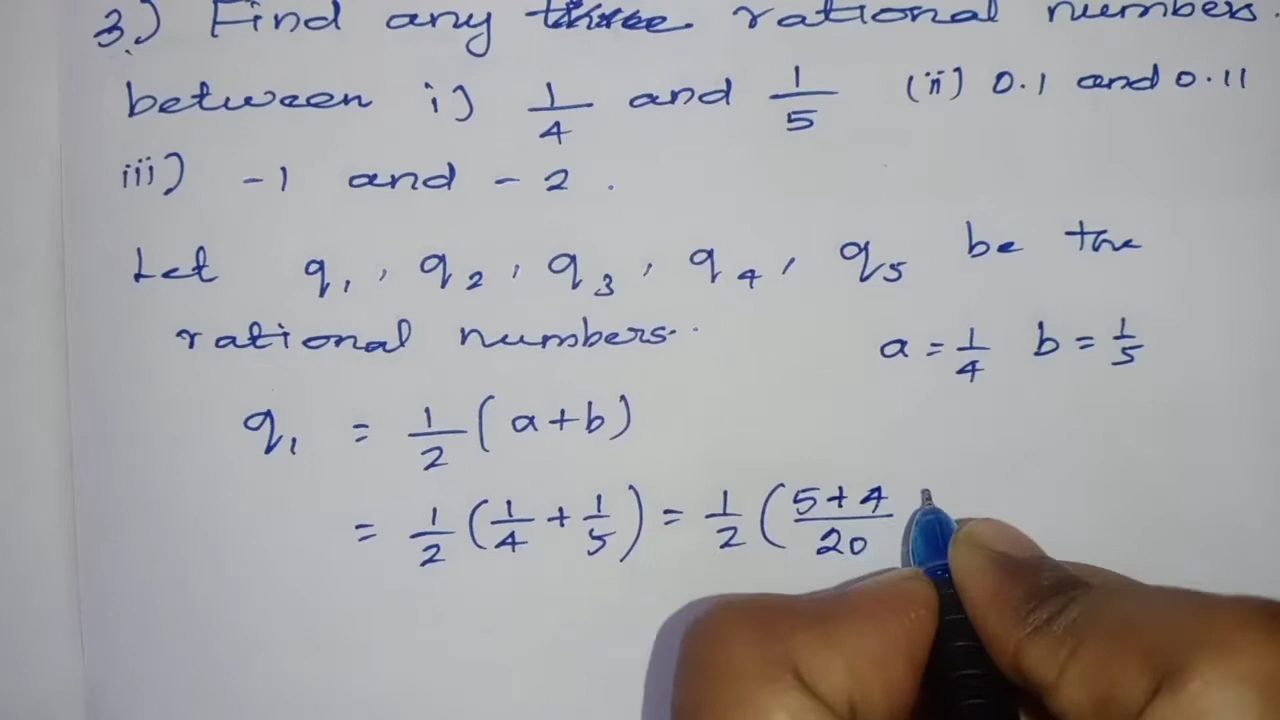 3.) Find any rational numbers
between i) 1/4 and 1/5 (ii) 0.1 and 0.11
iii) -1 and -2.
Let q₁, q₂, q₃, q₄, q₅ be the
rational numbers.
a = 1/4 b = 1/5
q₁ = 1/2 (a+b)
= 1/2 (1/4 + 1/5) = 1/2 (5+4/20